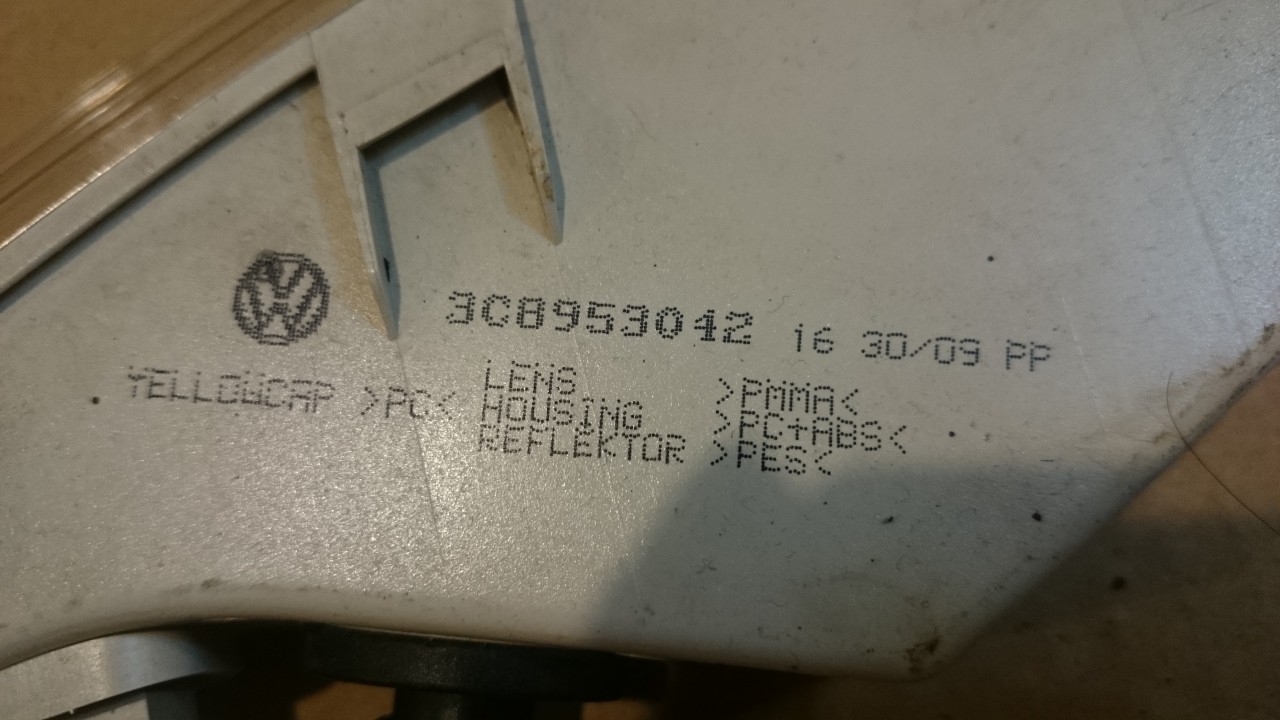 3C8953042 16 30/09 PP
YELLOWCAP >PC< LENS >PMMA<
HOUSING >PC+ABS<
REFLEKTOR >PES<